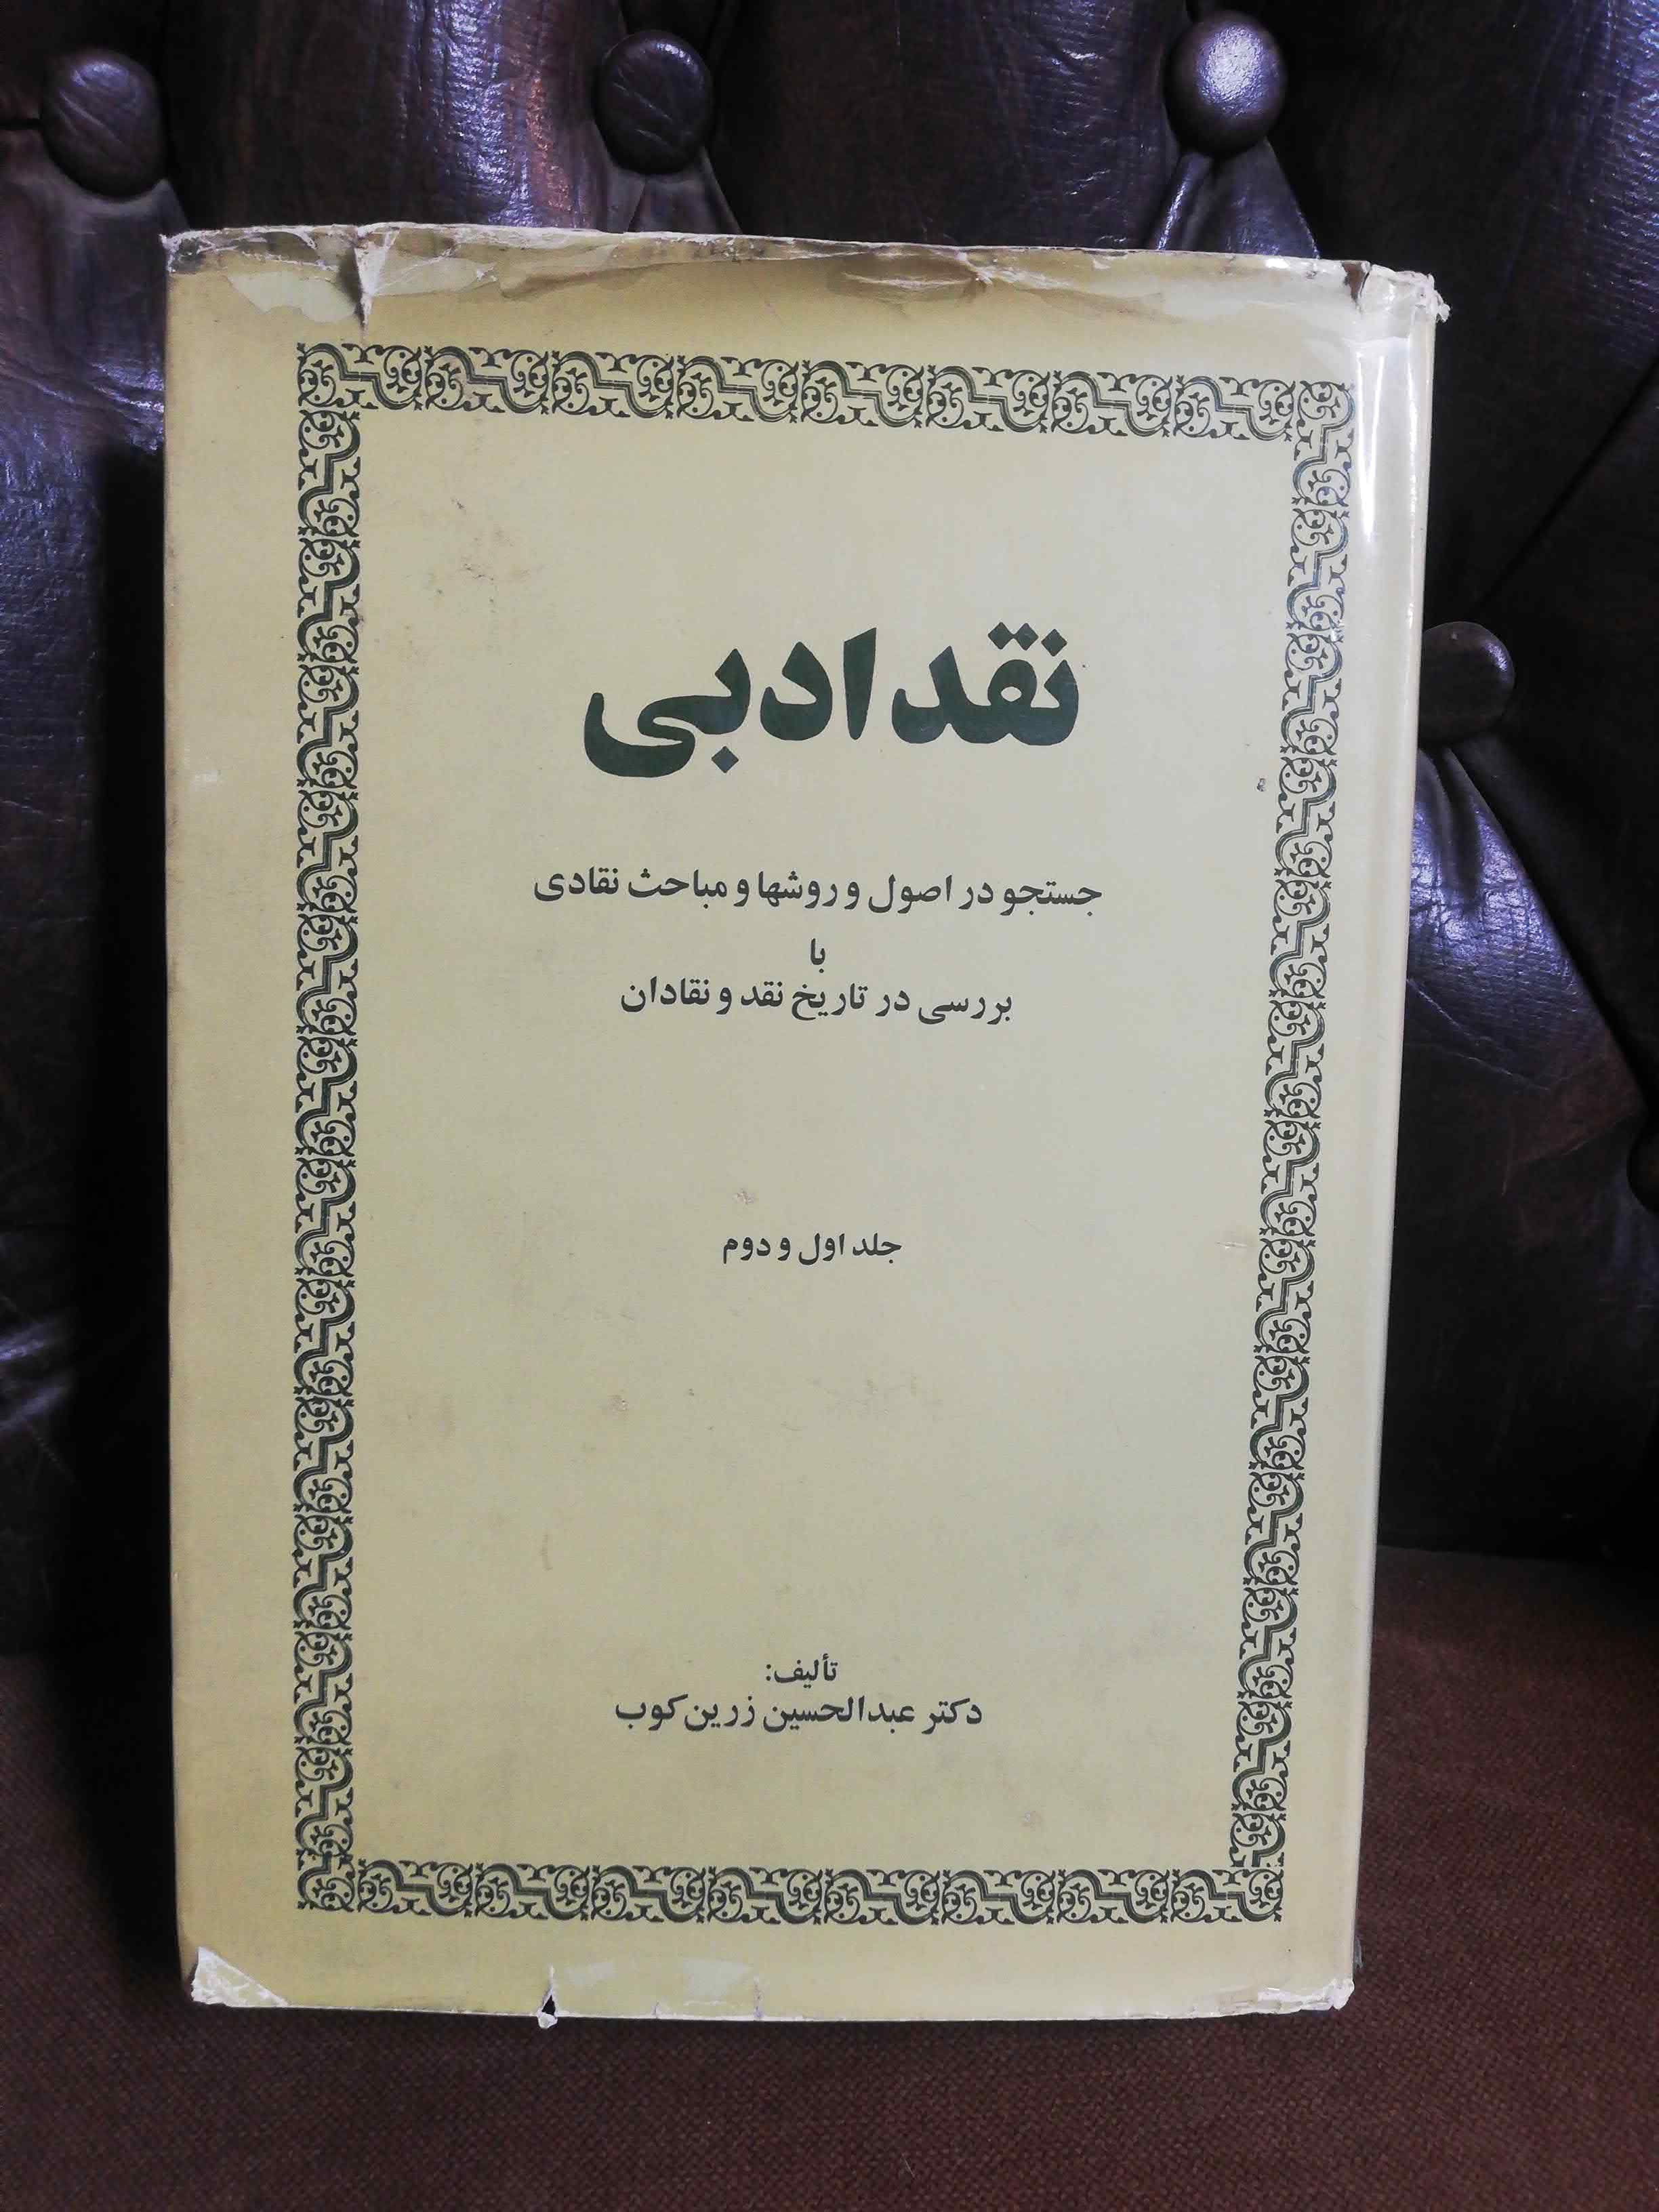 نقد ادبی
جستجو در اصول و روشها و مباحث نقادی
با
بررسی در تاریخ نقد و نقادان
جلد اول و دوم
تألیف:
دکتر عبدالحسین زرین‌کوب